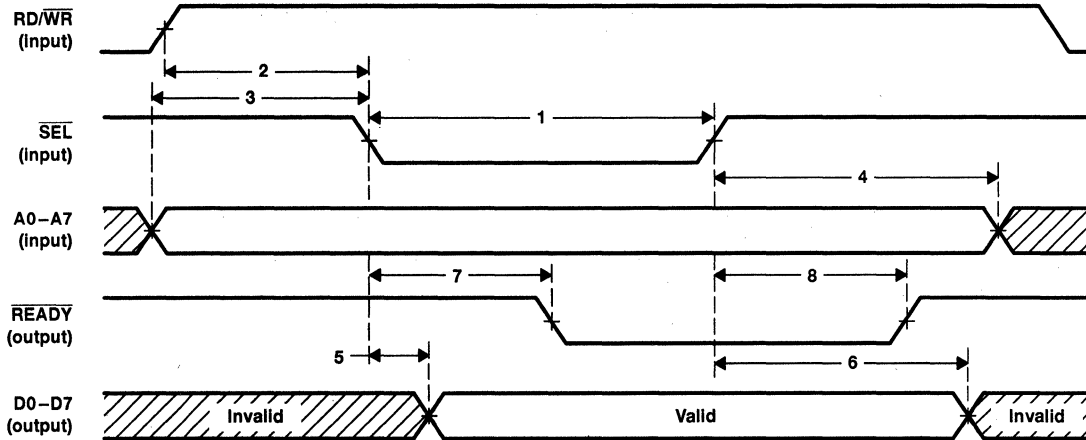 RD/WR
(input)
2
3
SEL
(input)
1
4
A0–A7
(input)
7
8
READY
(output)
5
6
D0–D7
(output)
Invalid
Valid
Invalid